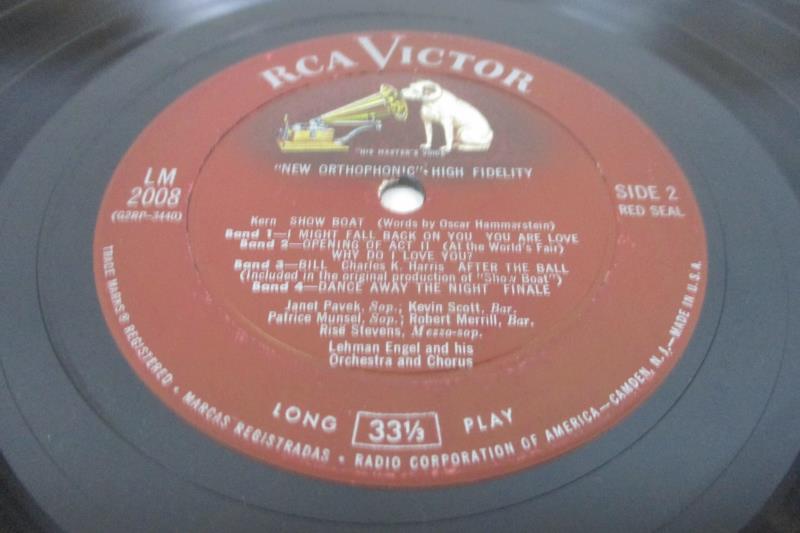 RCA VICTOR
"HIS MASTER'S VOICE"
"NEW ORTHOPHONIC" • HIGH FIDELITY
LM
2008
(G2RP-3440)
SIDE 2
RED SEAL
Kern SHOW BOAT (Words by Oscar Hammerstein)
Band 1—I MIGHT FALL BACK ON YOU YOU ARE LOVE
Band 2—OPENING OF ACT II (At the World's Fair)
WHY DO I LOVE YOU?
Band 3—BILL Charles K. Harris AFTER THE BALL
(Included in the original production of "Show Boat")
Band 4—DANCE AWAY THE NIGHT FINALE
Janet Pavek, Sop.; Kevin Scott, Bar.
Patrice Munsel, Sop.; Robert Merrill, Bar.
Risë Stevens, Mezzo-sop.
Lehman Engel and his
Orchestra and Chorus
LONG 33⅓ PLAY
TRADE MARKS ® REGISTERED • MARCAS REGISTRADAS • RADIO CORPORATION OF AMERICA—CAMDEN, N. J.—MADE IN U.S.A.